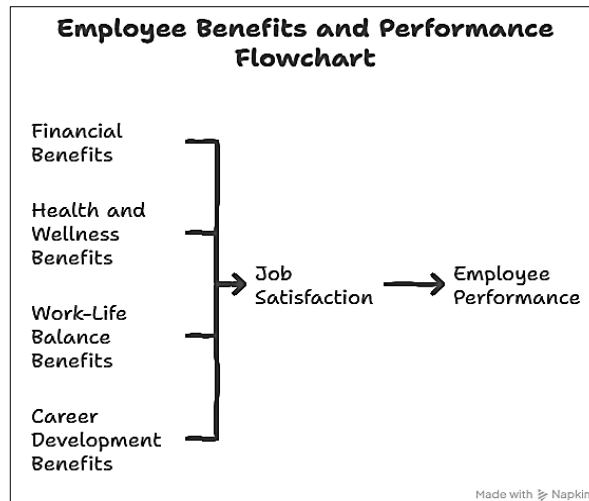 Employee Benefits and Performance
Flowchart
Financial
Benefits
Health and
Wellness
Benefits
Work-Life
Balance
Benefits
Career
Development
Benefits
Job
Satisfaction
Employee
Performance
Made with Napkin